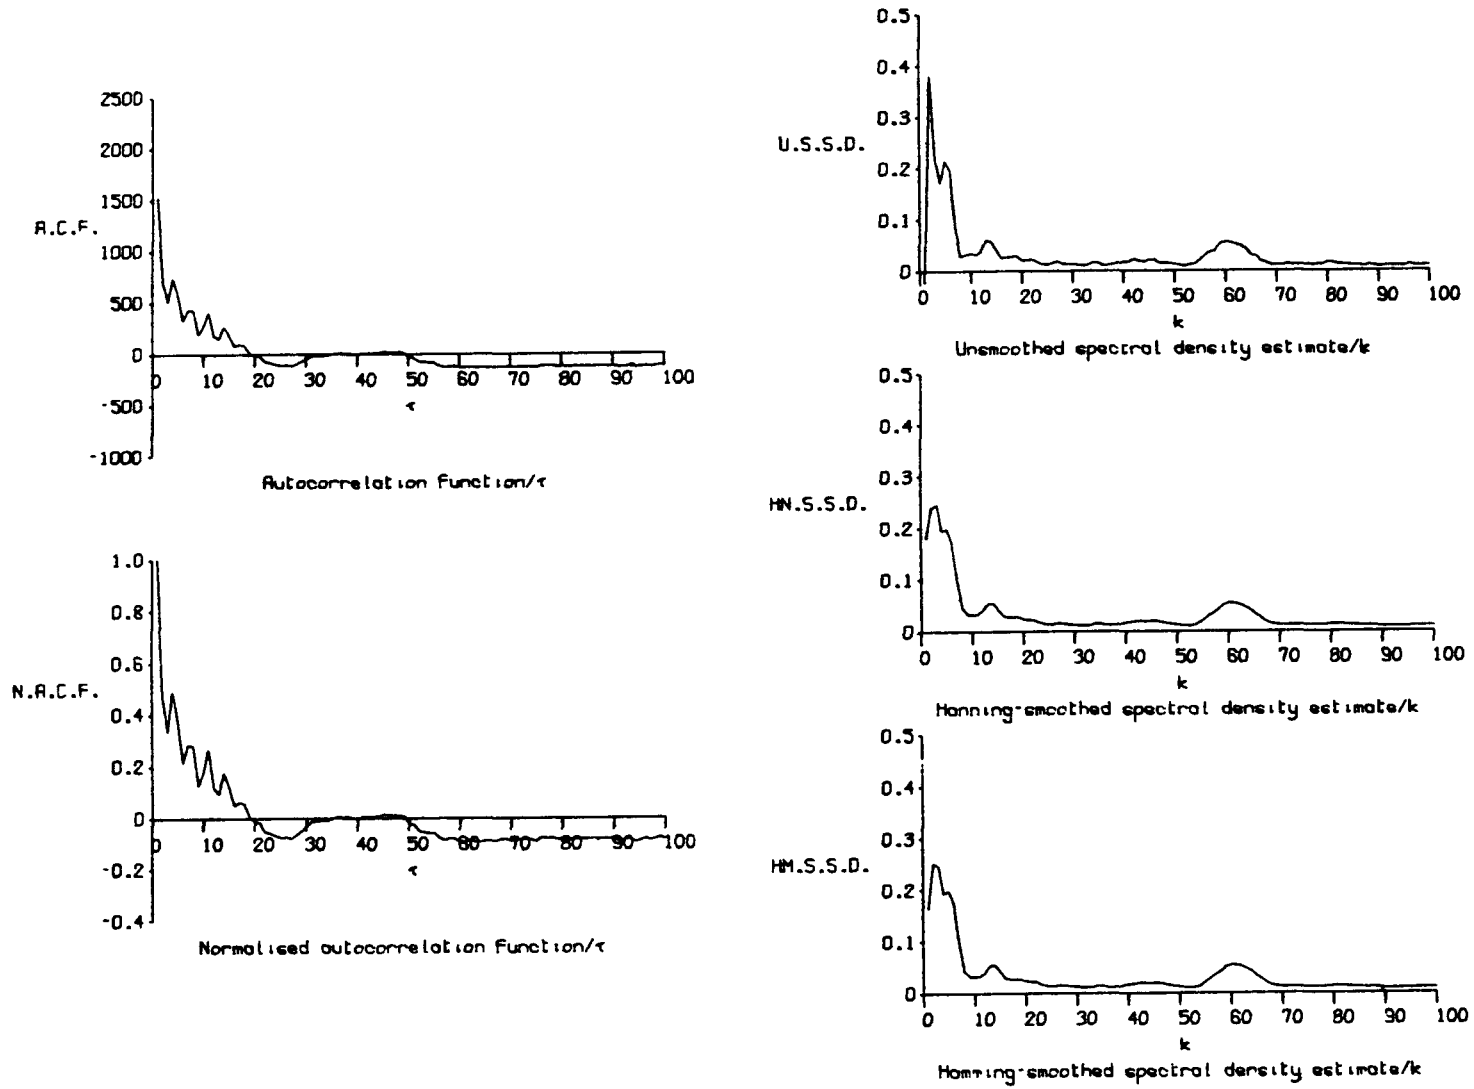 2500
2000
1500
A.C.F.
1000
500
0
0 10 20 30 40 50 60 70 80 90 100
τ
-500
-1000
Autocorrelation function/τ
1.0
0.8
0.6
N.A.C.F.
0.4
0.2
0
0 10 20 30 40 50 60 70 80 90 100
τ
-0.2
-0.4
Normalised autocorrelation function/τ
0.5
0.4
0.3
U.S.S.D.
0.2
0.1
0
0 10 20 30 40 50 60 70 80 90 100
k
Unsmoothed spectral density estimate/k
0.5
0.4
0.3
HN.S.S.D.
0.2
0.1
0
0 10 20 30 40 50 60 70 80 90 100
k
Hanning-smoothed spectral density estimate/k
0.5
0.4
0.3
HM.S.S.D.
0.2
0.1
0
0 10 20 30 40 50 60 70 80 90 100
k
Hamming-smoothed spectral density estimate/k